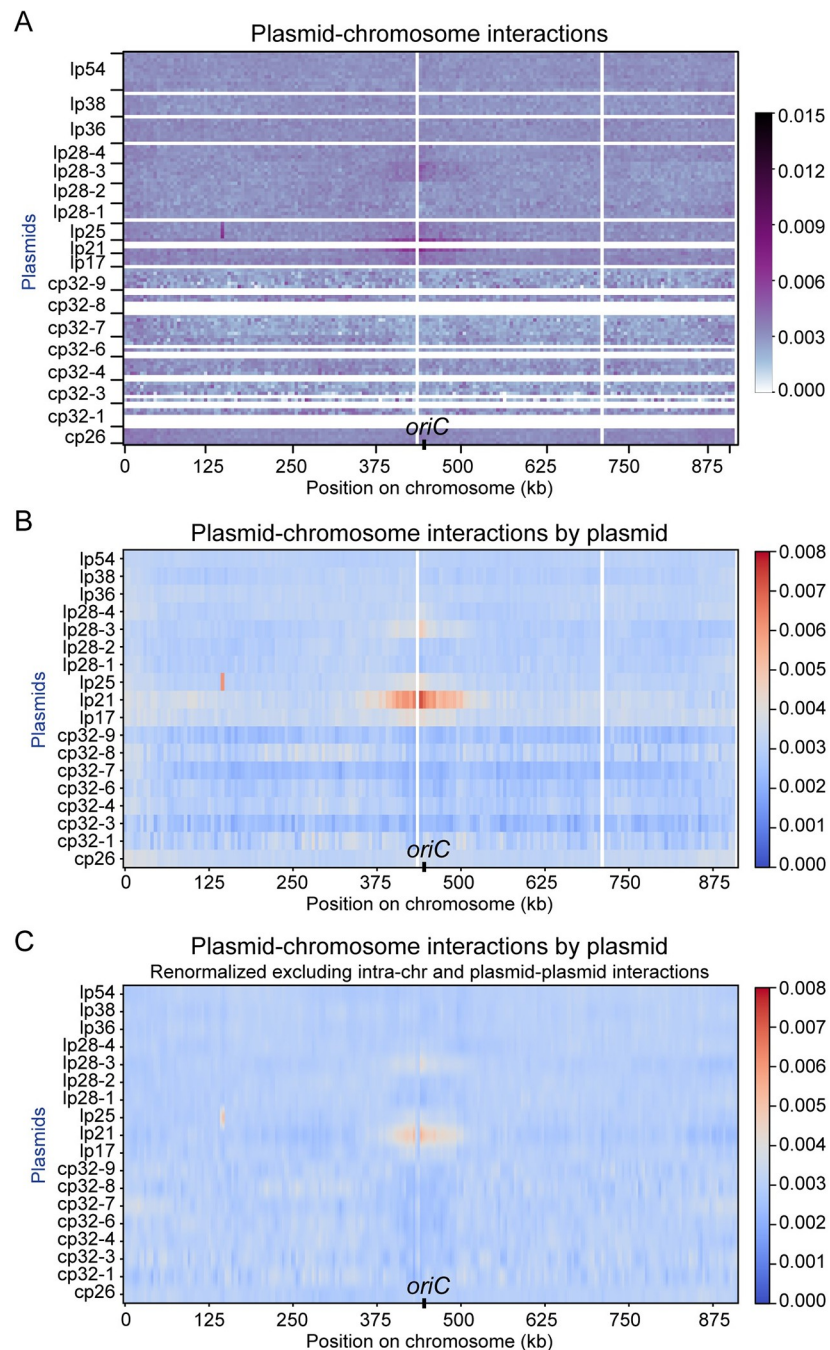 A
Plasmid-chromosome interactions
Plasmids
lp54
lp38
lp36
lp28-4
lp28-3
lp28-2
lp28-1
lp25
lp21
lp17
cp32-9
cp32-8
cp32-7
cp32-6
cp32-4
cp32-3
cp32-1
cp26
oriC
0 125 250 375 500 625 750 875
Position on chromosome (kb)
0.015
0.012
0.009
0.006
0.003
0.000
B
Plasmid-chromosome interactions by plasmid
Plasmids
lp54
lp38
lp36
lp28-4
lp28-3
lp28-2
lp28-1
lp25
lp21
lp17
cp32-9
cp32-8
cp32-7
cp32-6
cp32-4
cp32-3
cp32-1
cp26
oriC
0 125 250 375 500 625 750 875
Position on chromosome (kb)
0.008
0.007
0.006
0.005
0.004
0.003
0.002
0.001
0.000
C
Plasmid-chromosome interactions by plasmid
Renormalized excluding intra-chr and plasmid-plasmid interactions
Plasmids
lp54
lp38
lp36
lp28-4
lp28-3
lp28-2
lp28-1
lp25
lp21
lp17
cp32-9
cp32-8
cp32-7
cp32-6
cp32-4
cp32-3
cp32-1
cp26
oriC
0 125 250 375 500 625 750 875
Position on chromosome (kb)
0.008
0.007
0.006
0.005
0.004
0.003
0.002
0.001
0.000